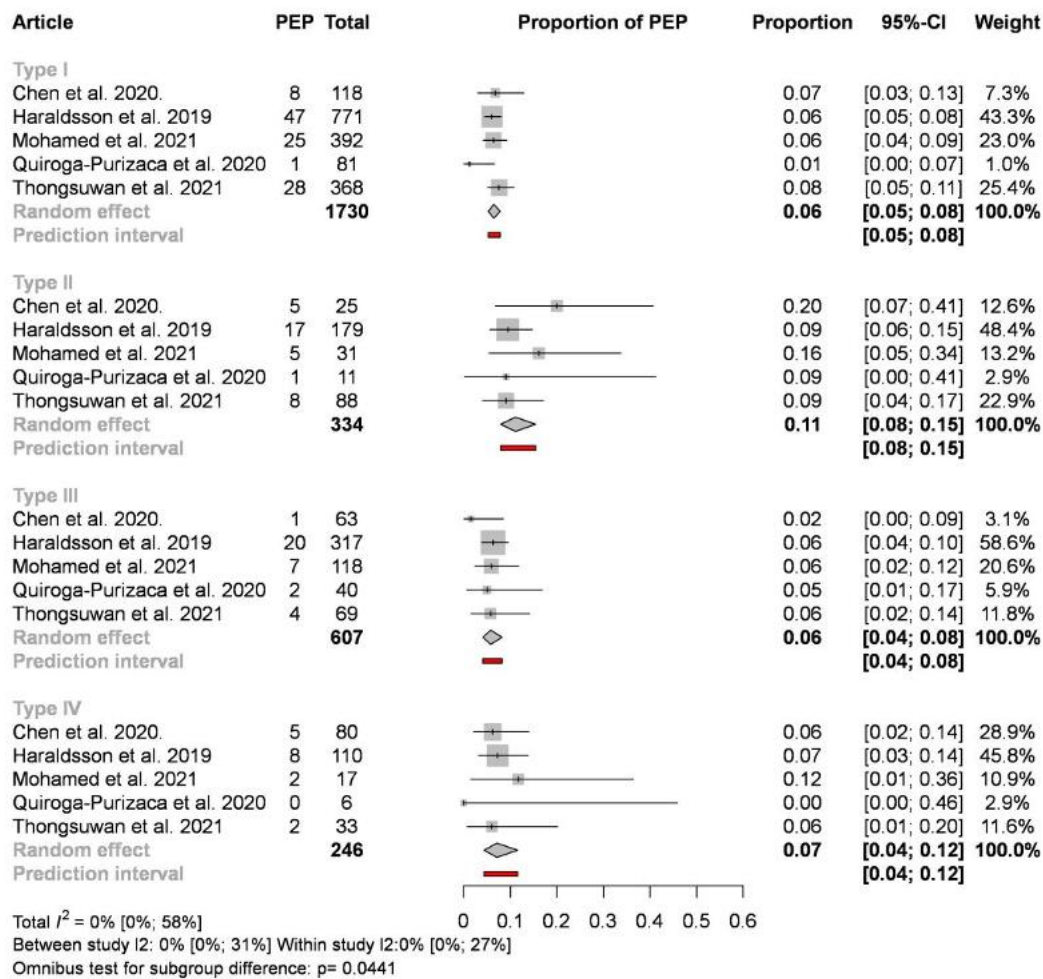 Article PEP Total Proportion of PEP Proportion 95%-CI Weight
Type I
Chen et al. 2020. 8 118 0.07 [0.03; 0.13] 7.3%
Haraldsson et al. 2019 47 771 0.06 [0.05; 0.08] 43.3%
Mohamed et al. 2021 25 392 0.06 [0.04; 0.09] 23.0%
Quiroga-Purizaca et al. 2020 1 81 0.01 [0.00; 0.07] 1.0%
Thongsuwan et al. 2021 28 368 0.08 [0.05; 0.11] 25.4%
Random effect 1730 0.06 [0.05; 0.08] 100.0%
Prediction interval [0.05; 0.08]
Type II
Chen et al. 2020. 5 25 0.20 [0.07; 0.41] 12.6%
Haraldsson et al. 2019 17 179 0.09 [0.06; 0.15] 48.4%
Mohamed et al. 2021 5 31 0.16 [0.05; 0.34] 13.2%
Quiroga-Purizaca et al. 2020 1 11 0.09 [0.00; 0.41] 2.9%
Thongsuwan et al. 2021 8 88 0.09 [0.04; 0.17] 22.9%
Random effect 334 0.11 [0.08; 0.15] 100.0%
Prediction interval [0.08; 0.15]
Type III
Chen et al. 2020. 1 63 0.02 [0.00; 0.09] 3.1%
Haraldsson et al. 2019 20 317 0.06 [0.04; 0.10] 58.6%
Mohamed et al. 2021 7 118 0.06 [0.02; 0.12] 20.6%
Quiroga-Purizaca et al. 2020 2 40 0.05 [0.01; 0.17] 5.9%
Thongsuwan et al. 2021 4 69 0.06 [0.02; 0.14] 11.8%
Random effect 607 0.06 [0.04; 0.08] 100.0%
Prediction interval [0.04; 0.08]
Type IV
Chen et al. 2020. 5 80 0.06 [0.02; 0.14] 28.9%
Haraldsson et al. 2019 8 110 0.07 [0.03; 0.14] 45.8%
Mohamed et al. 2021 2 17 0.12 [0.01; 0.36] 10.9%
Quiroga-Purizaca et al. 2020 0 6 0.00 [0.00; 0.46] 2.9%
Thongsuwan et al. 2021 2 33 0.06 [0.01; 0.20] 11.6%
Random effect 246 0.07 [0.04; 0.12] 100.0%
Prediction interval [0.04; 0.12]
0 0.1 0.2 0.3 0.4 0.5 0.6
Total I² = 0% [0%; 58%]
Between study I2: 0% [0%; 31%] Within study I2:0% [0%; 27%]
Omnibus test for subgroup difference: p= 0.0441